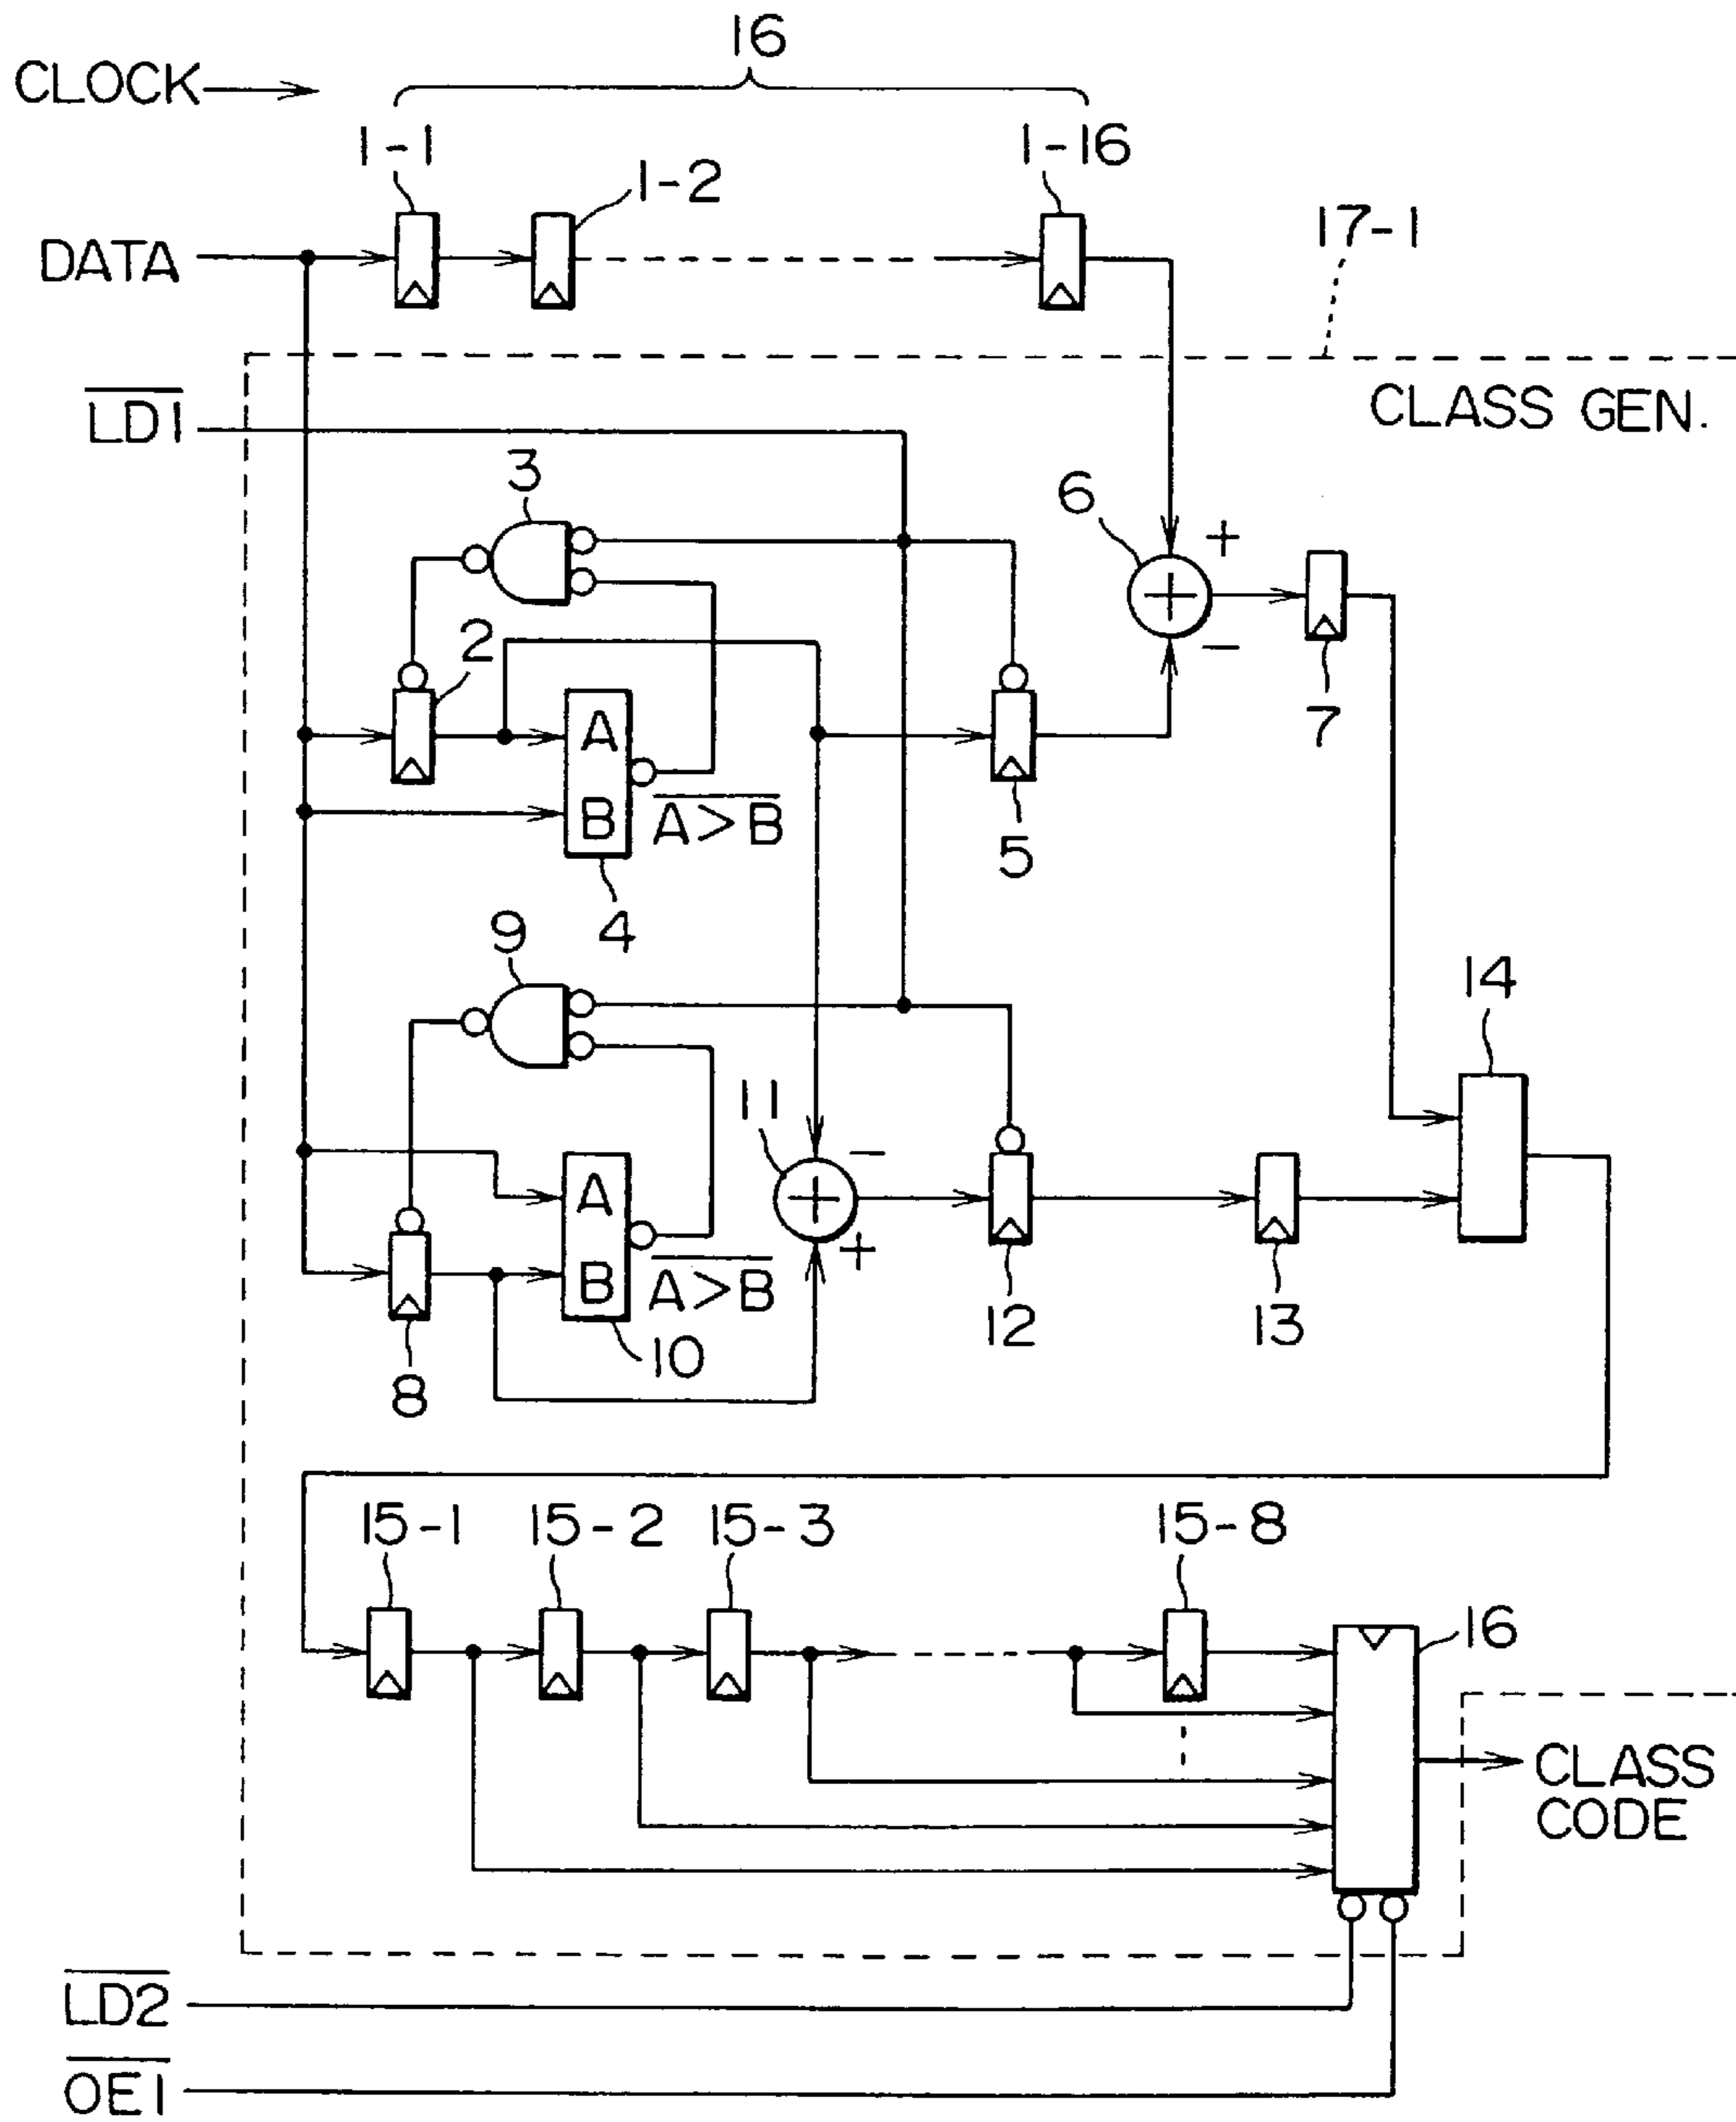 16
CLOCK
1-1
1-2
1-16
17-1
DATA
LD1
CLASS GEN.
3
6
+
2
−
7
A
B
A>B
5
4
9
14
11
−
A
B
+
A>B
12
13
10
8
15-1
15-2
15-3
15-8
16
CLASS
CODE
LD2
OE1